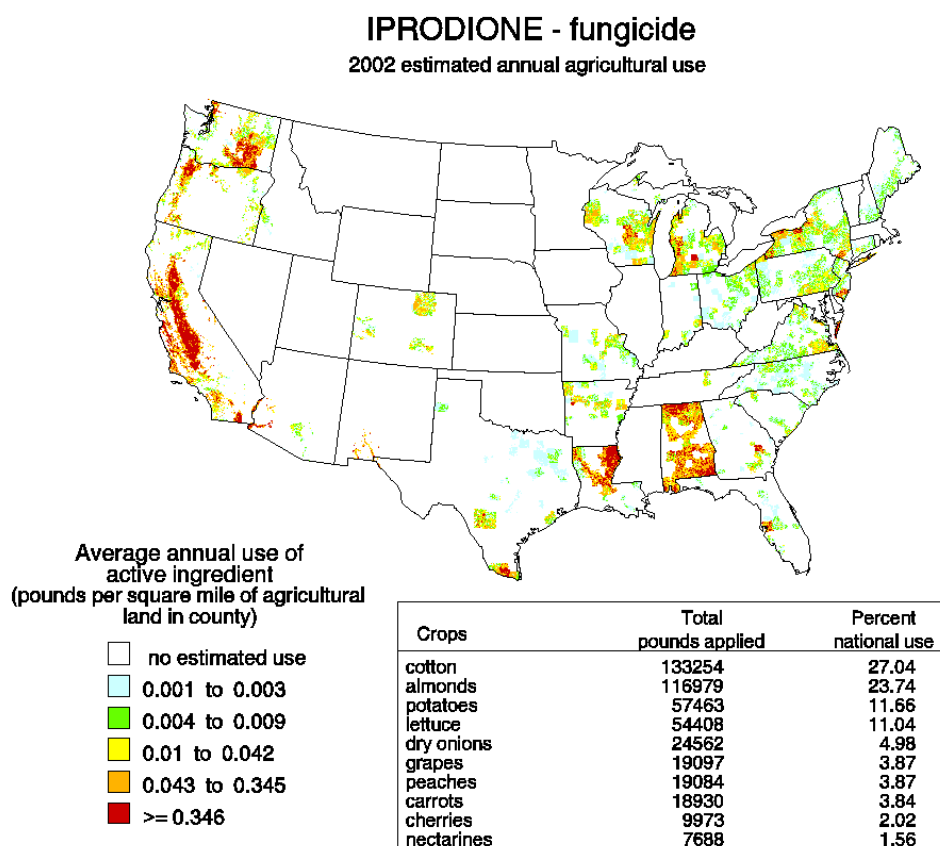 IPRODIONE - fungicide
2002 estimated annual agricultural use
Average annual use of
active ingredient
(pounds per square mile of agricultural
land in county)
no estimated use
0.001 to 0.003
0.004 to 0.009
0.01 to 0.042
0.043 to 0.345
>= 0.346
Crops Total pounds applied Percent national use
cotton 133254 27.04
almonds 116979 23.74
potatoes 57463 11.66
lettuce 54408 11.04
dry onions 24562 4.98
grapes 19097 3.87
peaches 19084 3.87
carrots 18930 3.84
cherries 9973 2.02
nectarines 7688 1.56